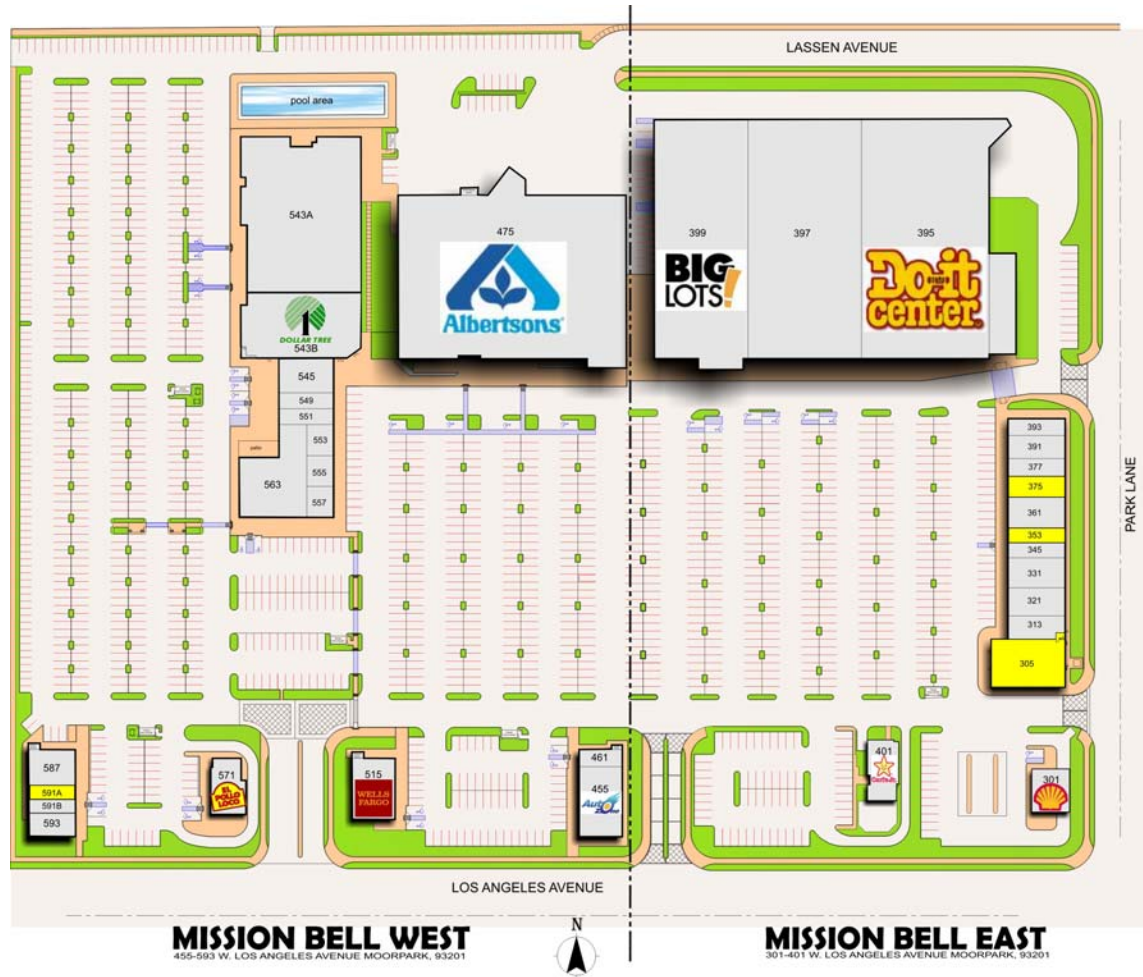 LASSEN AVENUE
pool area
543A
475
Albertsons
399
397
395
BIG
LOTS!
Do it
center
DOLLAR TREE
543B
545
549
551
553
555
557
563
patio
393
391
377
375
361
353
345
331
321
313
305
PARK LANE
587
591A
591B
593
571
EL
POLLO
LOCO
515
WELLS
FARGO
461
455
AutoZone
401
Carl's Jr.
301
LOS ANGELES AVENUE
N
MISSION BELL WEST
455-593 W. LOS ANGELES AVENUE MOORPARK, 93201
MISSION BELL EAST
301-401 W. LOS ANGELES AVENUE MOORPARK, 93201